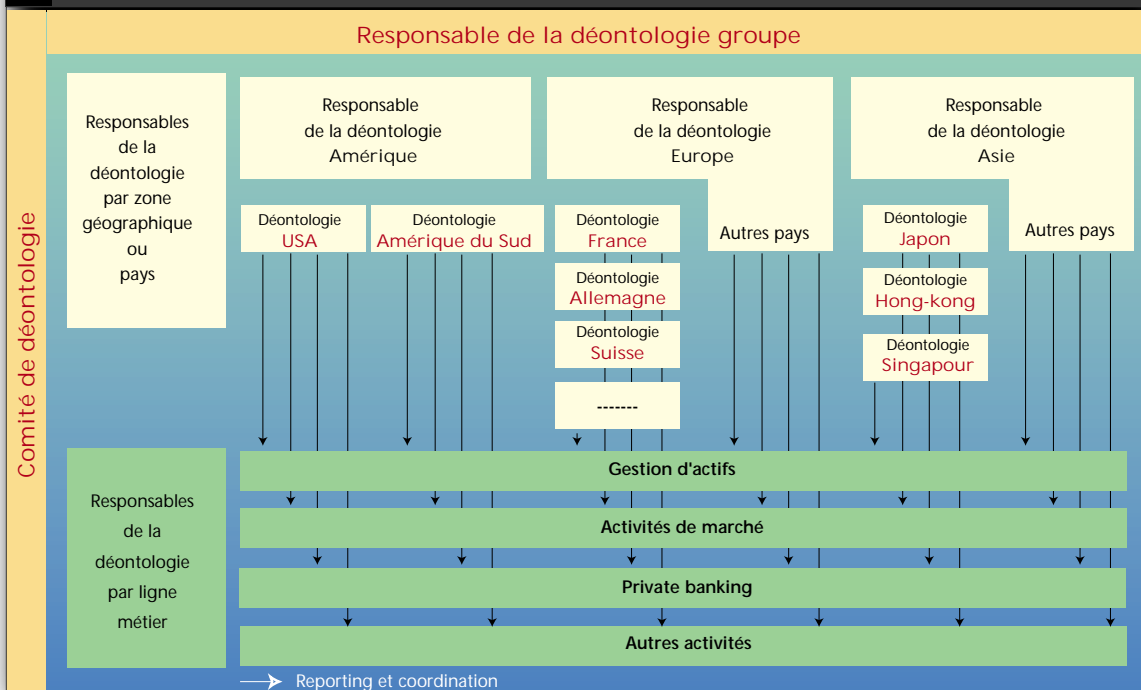 Responsable de la déontologie groupe
Comité de déontologie
Responsables
de la
déontologie
par zone
géographique
ou
pays
Responsable
de la déontologie
Amérique
Responsable
de la déontologie
Europe
Responsable
de la déontologie
Asie
Déontologie
USA
Déontologie
Amérique du Sud
Déontologie
France
Autres pays
Déontologie
Japon
Autres pays
Déontologie
Allemagne
Déontologie
Hong-kong
Déontologie
Suisse
Déontologie
Singapour
-------
Responsables
de la
déontologie
par ligne
métier
Gestion d'actifs
Activités de marché
Private banking
Autres activités
Reporting et coordination